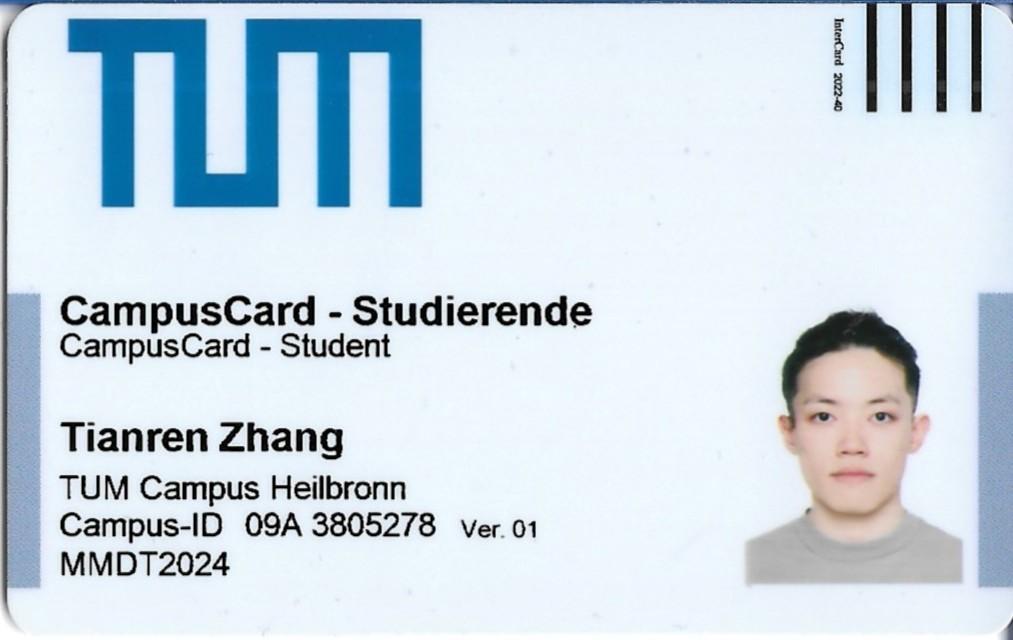 TUM
InterCard 2022-40
CampusCard - Studierende
CampusCard - Student
Tianren Zhang
TUM Campus Heilbronn
Campus-ID 09A 3805278 Ver. 01
MMDT2024